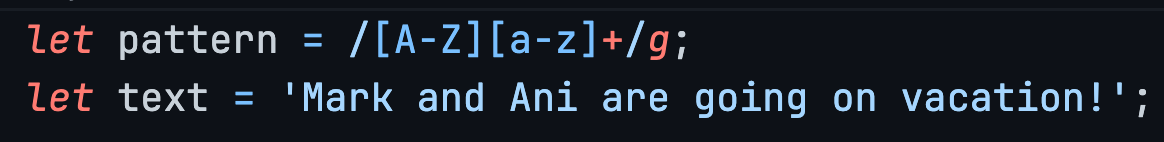 let pattern = /[A-Z][a-z]+/g;
let text = 'Mark and Ani are going on vacation!';